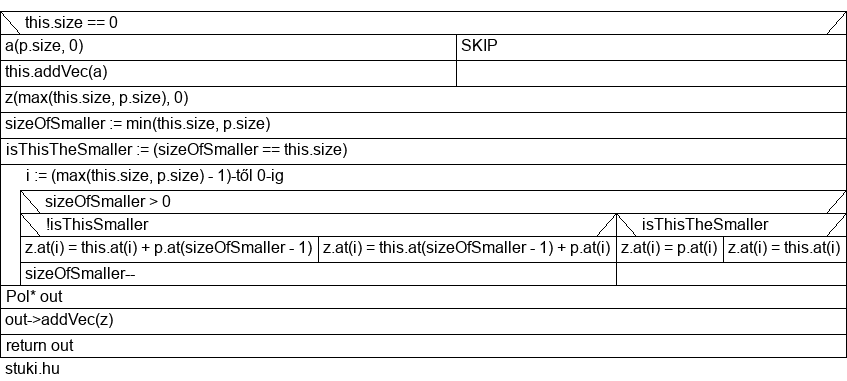 this.size == 0
a(p.size, 0) SKIP
this.addVec(a)
z(max(this.size, p.size), 0)
sizeOfSmaller := min(this.size, p.size)
isThisTheSmaller := (sizeOfSmaller == this.size)
i := (max(this.size, p.size) - 1)-től 0-ig
sizeOfSmaller > 0
!isThisSmaller isThisTheSmaller
z.at(i) = this.at(i) + p.at(sizeOfSmaller - 1) z.at(i) = this.at(sizeOfSmaller - 1) + p.at(i) z.at(i) = p.at(i) z.at(i) = this.at(i)
sizeOfSmaller--
Pol* out
out->addVec(z)
return out
stuki.hu